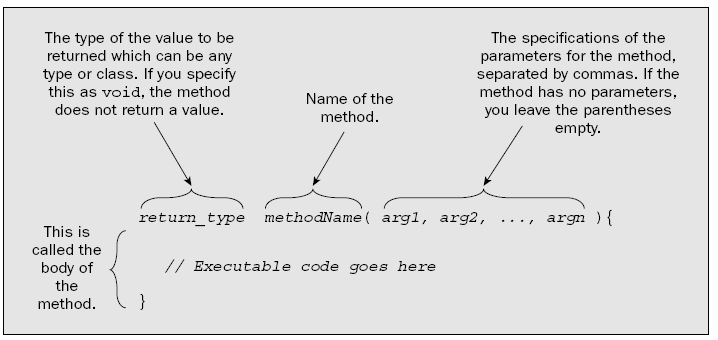 The type of the value to be
returned which can be any
type or class. If you specify
this as void, the method
does not return a value.
Name of the
method.
The specifications of the
parameters for the method,
separated by commas. If the
method has no parameters,
you leave the parentheses
empty.
return_type methodName( arg1, arg2, ..., argn ){
This is
called the
body of
the
method.
// Executable code goes here
}